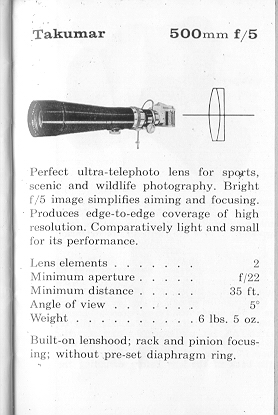 Takumar 500mm f/5
Perfect ultra-telephoto lens for sports,
scenic and wildlife photography. Bright
f/5 image simplifies aiming and focusing.
Produces edge-to-edge coverage of high
resolution. Comparatively light and small
for its performance.
Lens elements . . . . . . . 2
Minimum aperture . . . . . f/22
Minimum distance . . . . . 35 ft.
Angle of view . . . . . . . 5°
Weight . . . . . . . . . . 6 lbs. 5 oz.
Built-on lenshood; rack and pinion focus-
ing; without pre-set diaphragm ring.